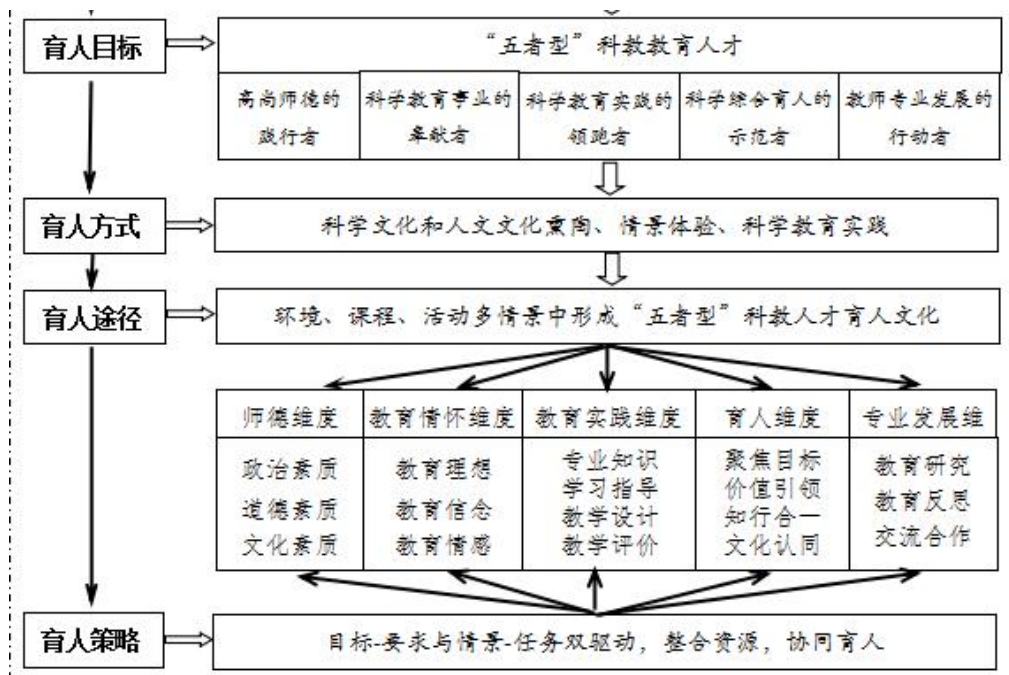 育人目标
“五者型”科教教育人才
高尚师德的
践行者
科学教育事业的
奉献者
科学教育实践的
领跑者
科学综合育人的
示范者
教师专业发展的
行动者
育人方式
科学文化和人文文化熏陶、情景体验、科学教育实践
育人途径
环境、课程、活动多情景中形成“五者型”科教人才育人文化
师德维度
政治素质
道德素质
文化素质
教育情怀维度
教育理想
教育信念
教育情感
教育实践维度
专业知识
学习指导
教学设计
教学评价
育人维度
聚焦目标
价值引领
知行合一
文化认同
专业发展维
教育研究
教育反思
交流合作
育人策略
目标-要求与情景-任务双驱动，整合资源，协同育人